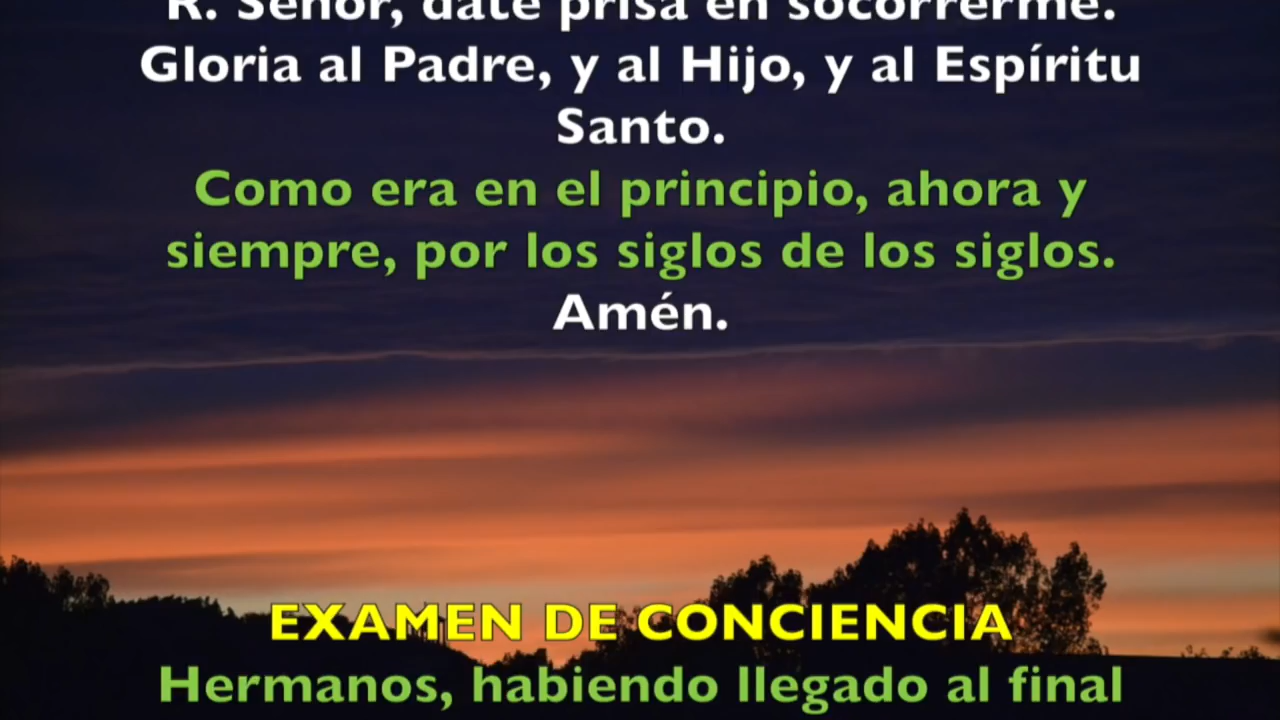 R. Señor, date prisa en socorrerme.
Gloria al Padre, y al Hijo, y al Espíritu
Santo.
Como era en el principio, ahora y
siempre, por los siglos de los siglos.
Amén.
EXAMEN DE CONCIENCIA
Hermanos, habiendo llegado al final